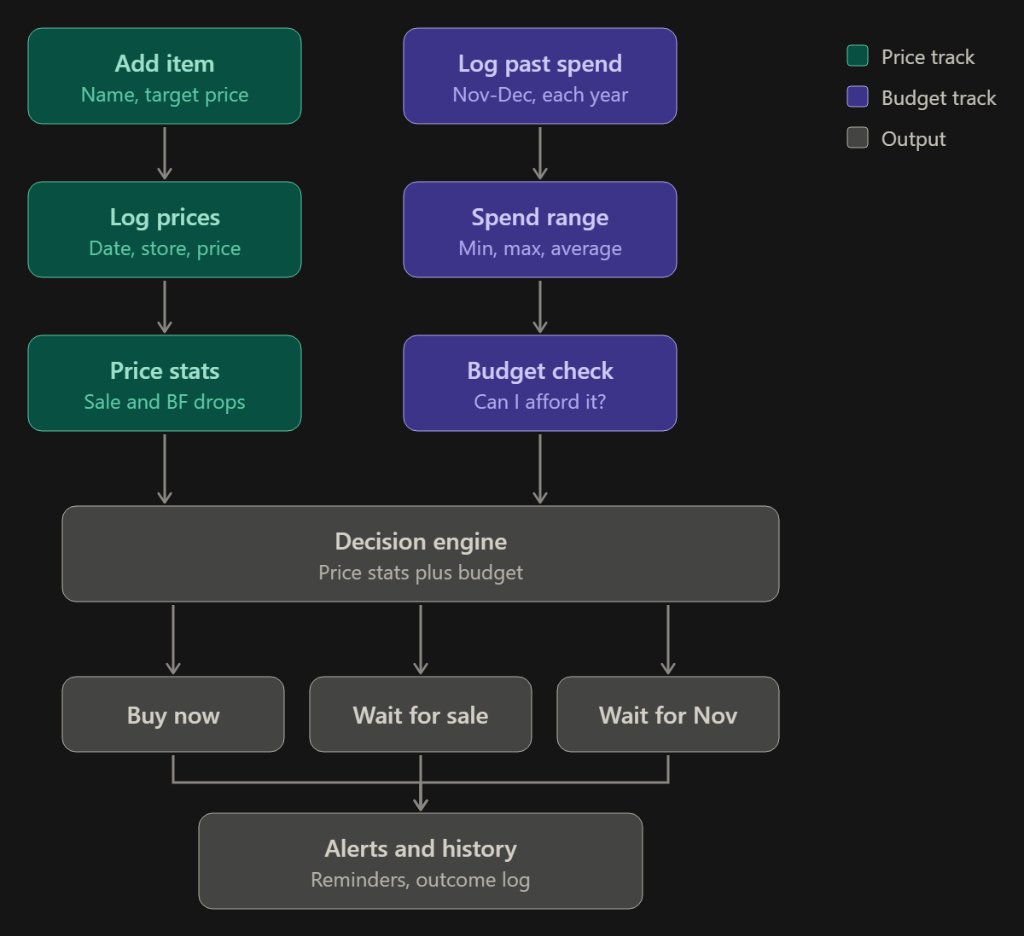 Add item
Name, target price
Log past spend
Nov-Dec, each year
Price track
Budget track
Output
Log prices
Date, store, price
Spend range
Min, max, average
Price stats
Sale and BF drops
Budget check
Can I afford it?
Decision engine
Price stats plus budget
Buy now
Wait for sale
Wait for Nov
Alerts and history
Reminders, outcome log